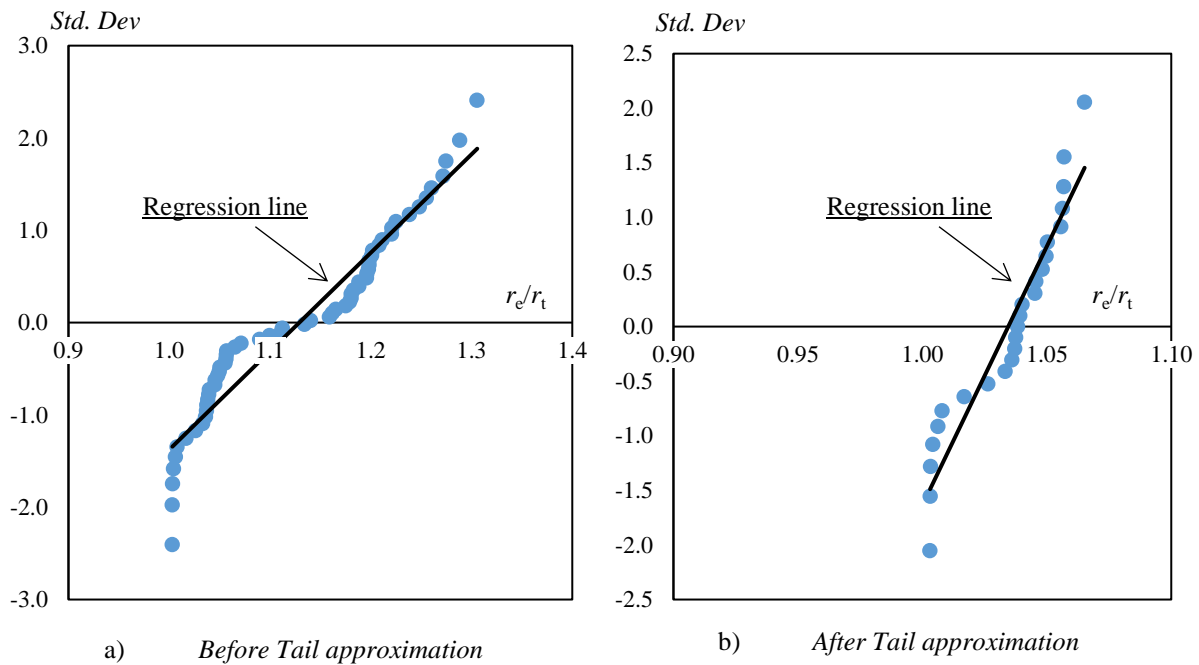 Std. Dev
3.0
2.0
1.0
0.0
-1.0
-2.0
-3.0
0.9 1.0 1.1 1.2 1.3 1.4
Regression line
re/rt
a) Before Tail approximation
Std. Dev
2.5
2.0
1.5
1.0
0.5
0.0
-0.5
-1.0
-1.5
-2.0
-2.5
0.90 0.95 1.00 1.05 1.10
Regression line
re/rt
b) After Tail approximation